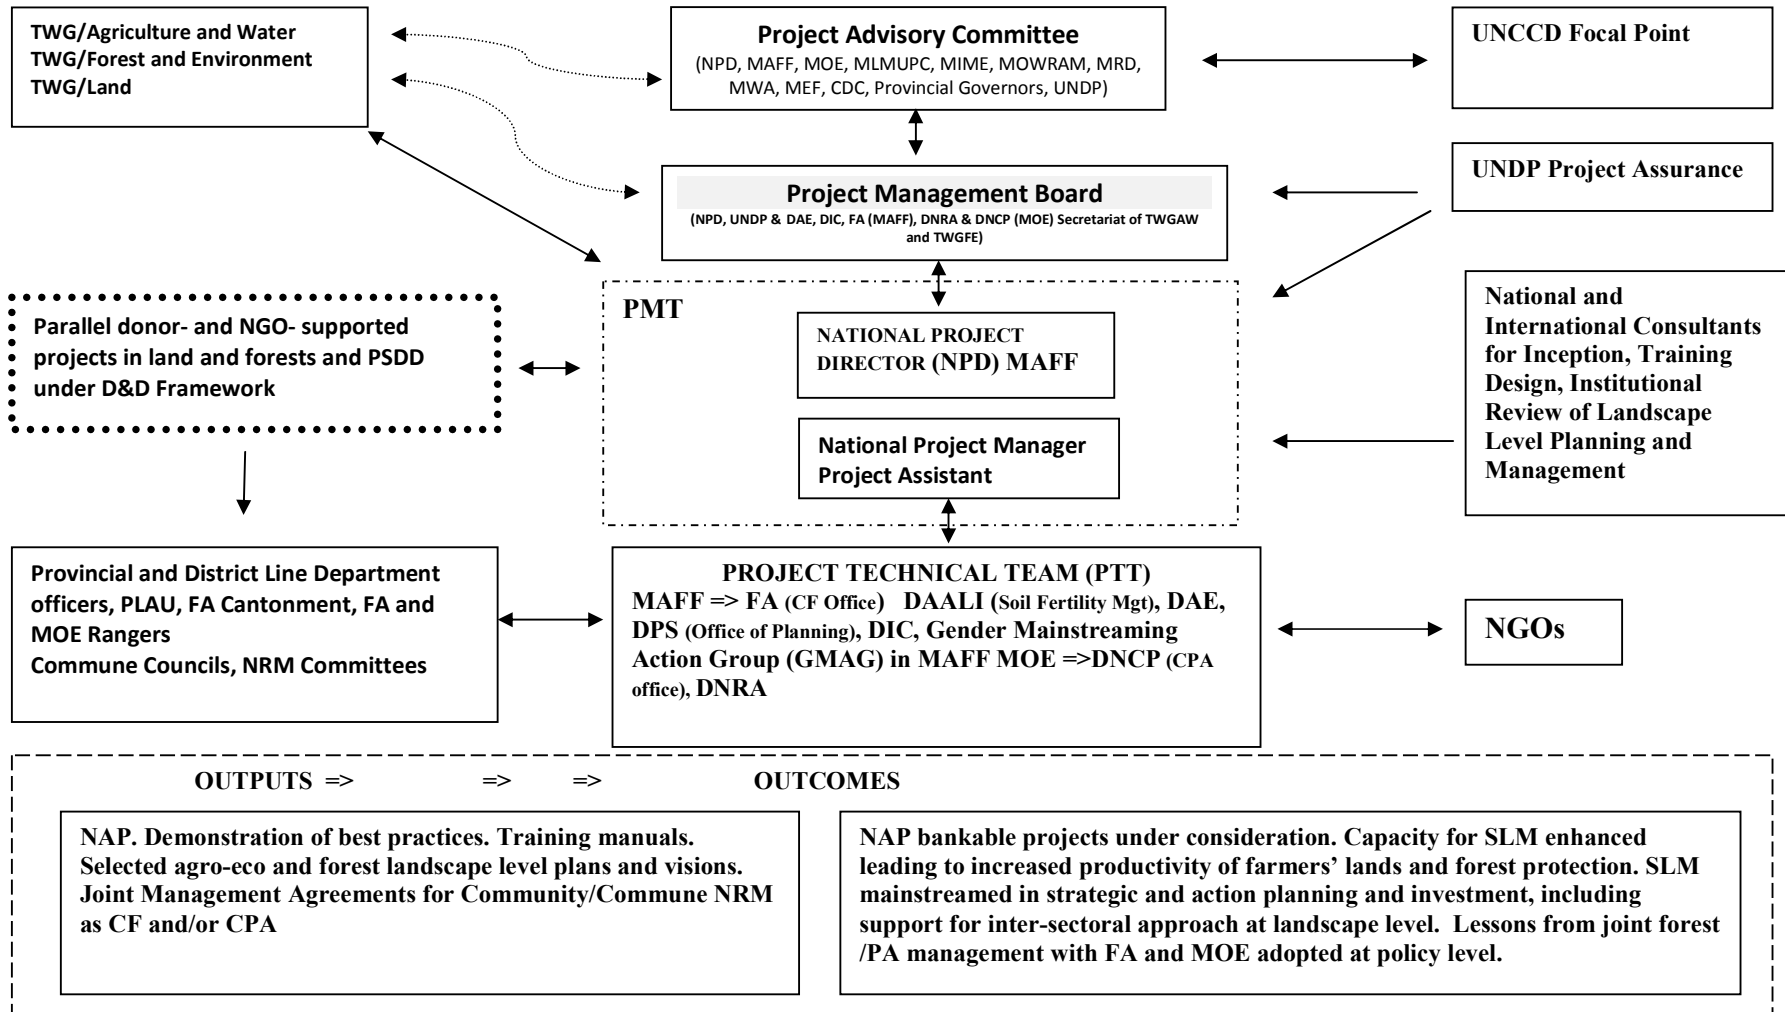 TWG/Agriculture and Water
TWG/Forest and Environment
TWG/Land
Project Advisory Committee
(NPD, MAFF, MOE, MLMUPC, MIME, MOWRAM, MRD,
MWA, MEF, CDC, Provincial Governors, UNDP)
UNCCD Focal Point
Project Management Board
(NPD, UNDP & DAE, DIC, FA (MAFF), DNRA & DNCP (MOE) Secretariat of TWGAW
and TWGFE)
UNDP Project Assurance
Parallel donor- and NGO- supported
projects in land and forests and PSDD
under D&D Framework
PMT
NATIONAL PROJECT
DIRECTOR (NPD) MAFF
National Project Manager
Project Assistant
National and
International Consultants
for Inception, Training
Design, Institutional
Review of Landscape
Level Planning and
Management
Provincial and District Line Department
officers, PLAU, FA Cantonment, FA and
MOE Rangers
Commune Councils, NRM Committees
PROJECT TECHNICAL TEAM (PTT)
MAFF => FA (CF Office) DAALI (Soil Fertility Mgt), DAE,
DPS (Office of Planning), DIC, Gender Mainstreaming
Action Group (GMAG) in MAFF MOE =>DNCP (CPA
office), DNRA
NGOs
OUTPUTS => => => OUTCOMES
NAP. Demonstration of best practices. Training manuals.
Selected agro-eco and forest landscape level plans and visions.
Joint Management Agreements for Community/Commune NRM
as CF and/or CPA
NAP bankable projects under consideration. Capacity for SLM enhanced
leading to increased productivity of farmers’ lands and forest protection. SLM
mainstreamed in strategic and action planning and investment, including
support for inter-sectoral approach at landscape level. Lessons from joint forest
/PA management with FA and MOE adopted at policy level.